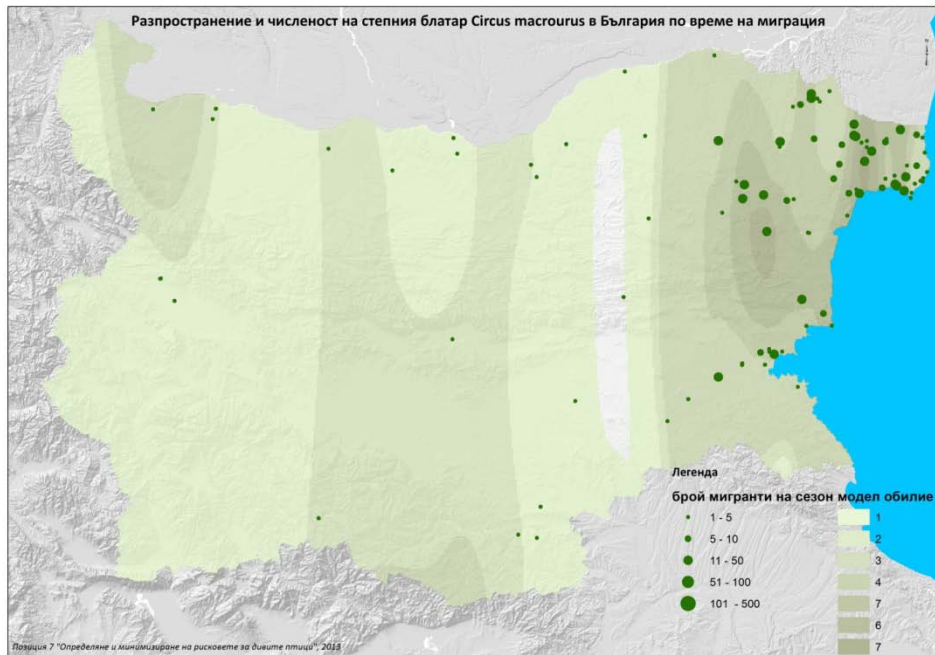 Разпространение и численост на степния блатар Circus macrourus в България по време на миграция
Легенда
брой мигранти на сезон модел обилие
1 - 5
5 - 10
11 - 50
51 - 100
101 - 500
1
2
3
4
7
6
7
Позиция 7 "Определяне и минимизиране на рисковете за дивите птици", 2013